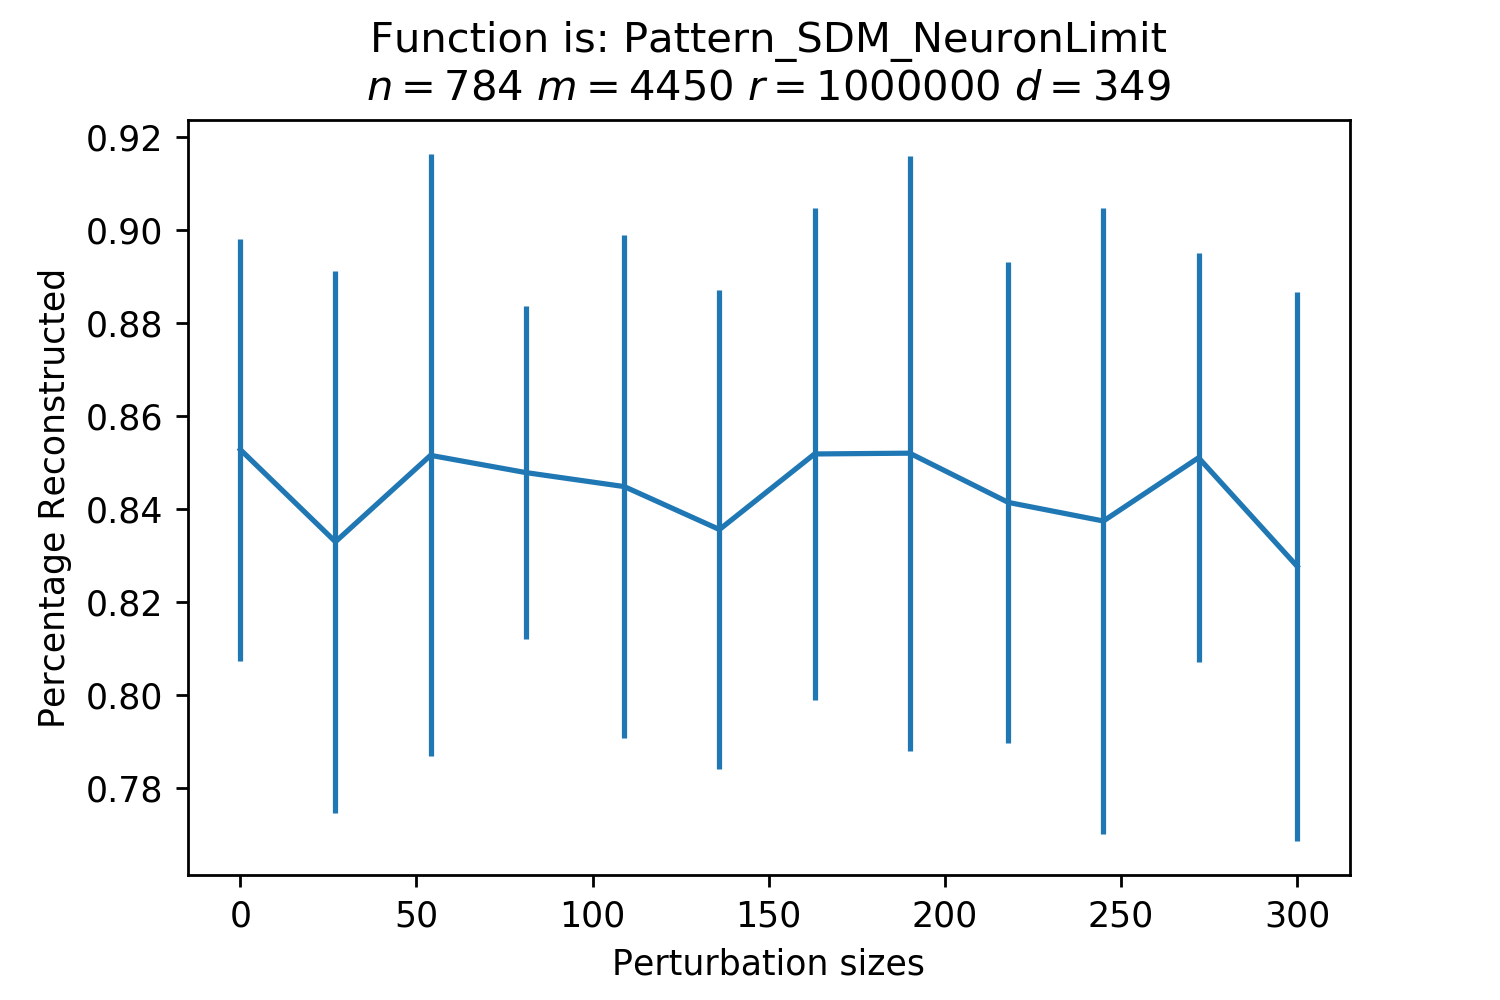 Function is: Pattern_SDM_NeuronLimit
n = 784 m = 4450 r = 1000000 d = 349
0.92
0.90
0.88
0.86
0.84
0.82
0.80
0.78
Percentage Reconstructed
0 50 100 150 200 250 300
Perturbation sizes